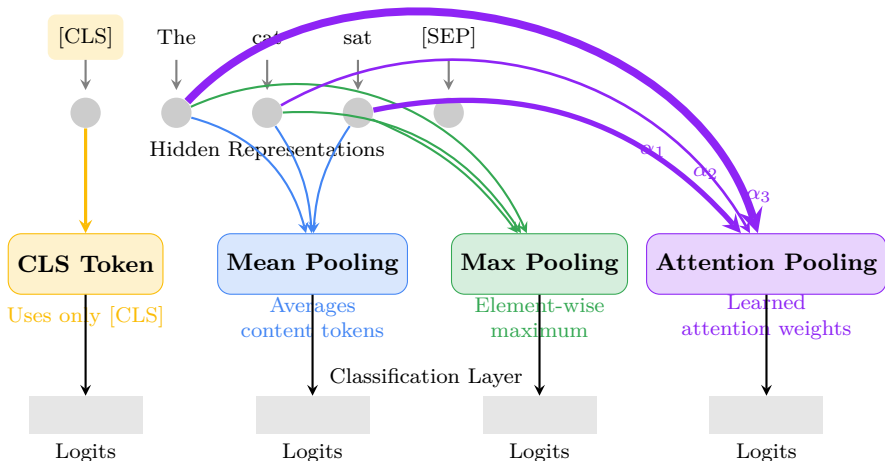 [CLS] The cat sat [SEP]
Hidden Representations
α₁
α₂
α₃
CLS Token Mean Pooling Max Pooling Attention Pooling
Uses only [CLS]
Averages
content tokens
Element-wise
maximum
Learned
attention weights
Classification Layer
Logits Logits Logits Logits